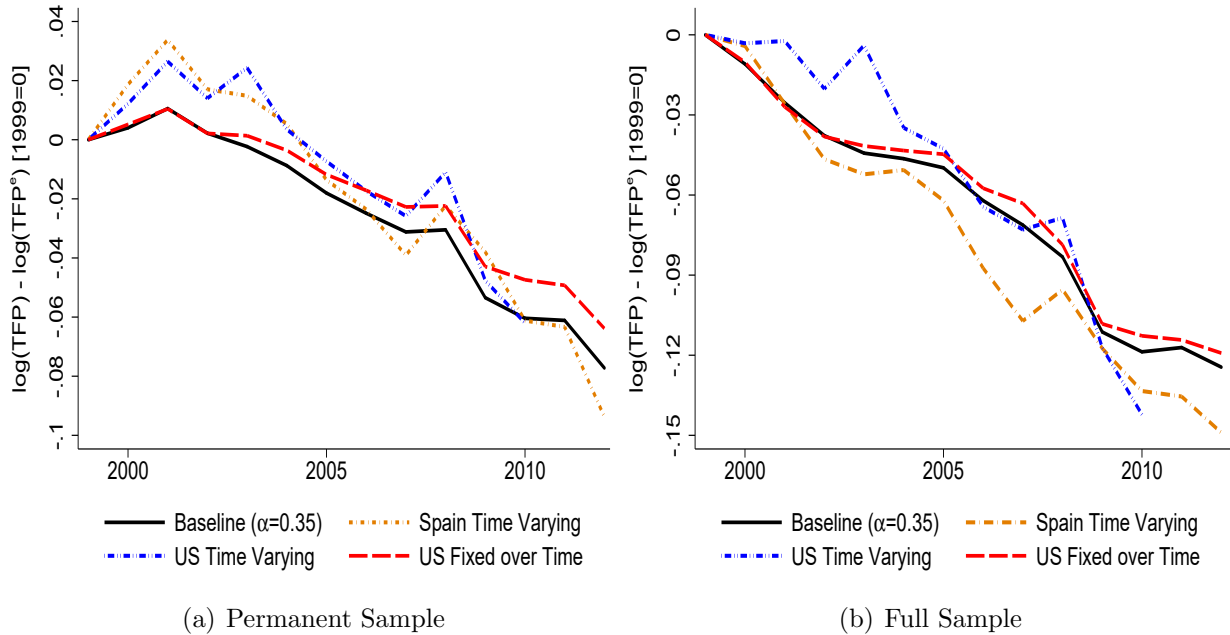 log(TFP) - log(TFPᵉ) [1999=0]
.04
.02
0
-.02
-.04
-.06
-.08
-.1
2000 2005 2010
Baseline (α=0.35) Spain Time Varying
US Time Varying US Fixed over Time
(a) Permanent Sample
log(TFP) - log(TFPᵉ) [1999=0]
0
-.03
-.06
-.09
-.12
-.15
2000 2005 2010
Baseline (α=0.35) Spain Time Varying
US Time Varying US Fixed over Time
(b) Full Sample